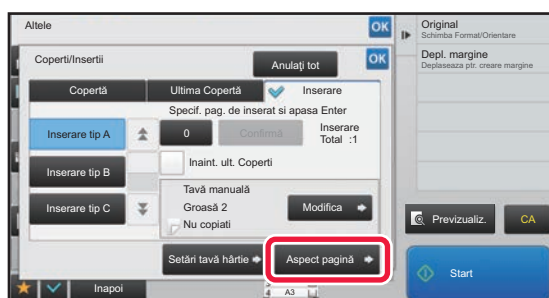 Altele
OK
Original
Schimba Format/Orientare
Coperti/Insertii
Anulați tot
OK
Depl. margine
Deplaseaza ptr. creare margine
Copertă
Ultima Copertă
Inserare
Specif. pag. de inserat si apasa Enter
Inserare tip A
0
Confirmă
Inserare
Total :1
Inaint. ult. Coperti
Inserare tip B
Tavă manuală
Inserare tip C
Groasă 2
Modifica
Nu copiati
Previzualiz.
CA
Setări tavă hârtie
Aspect pagină
Start
Inapoi
4
A3